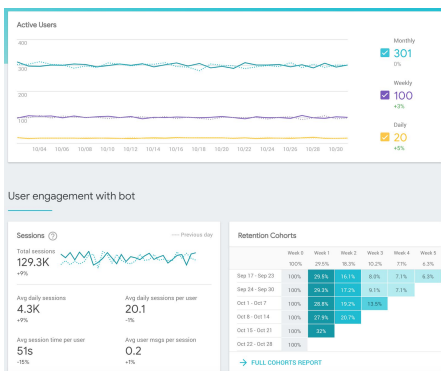 Active Users
400
300
200
100
10/04 10/06 10/08 10/10 10/12 10/14 10/16 10/18 10/20 10/22 10/24 10/26 10/28 10/30
Monthly
301
0%
Weekly
100
+3%
Daily
20
+5%
User engagement with bot
Sessions
Previous day
Total sessions
129.3K
+9%
Avg daily sessions
4.3K
+9%
Avg daily sessions per user
20.1
-1%
Avg session time per user
51s
-15%
Avg user msgs per session
0.2
+1%
Retention Cohorts
Week 0 Week 1 Week 2 Week 3 Week 4 Week 5
100% 29.5% 18.3% 10.2% 7.1% 6.3%
Sep 17 - Sep 23 100% 29.5% 16.1% 8.0% 7.1% 6.3%
Sep 24 - Sep 30 100% 29.3% 17.2% 9.1% 7.1%
Oct 1 - Oct 7 100% 28.8% 19.2% 13.5%
Oct 8 - Oct 14 100% 27.9% 20.7%
Oct 15 - Oct 21 100% 32%
Oct 22 - Oct 28 100%
FULL COHORTS REPORT